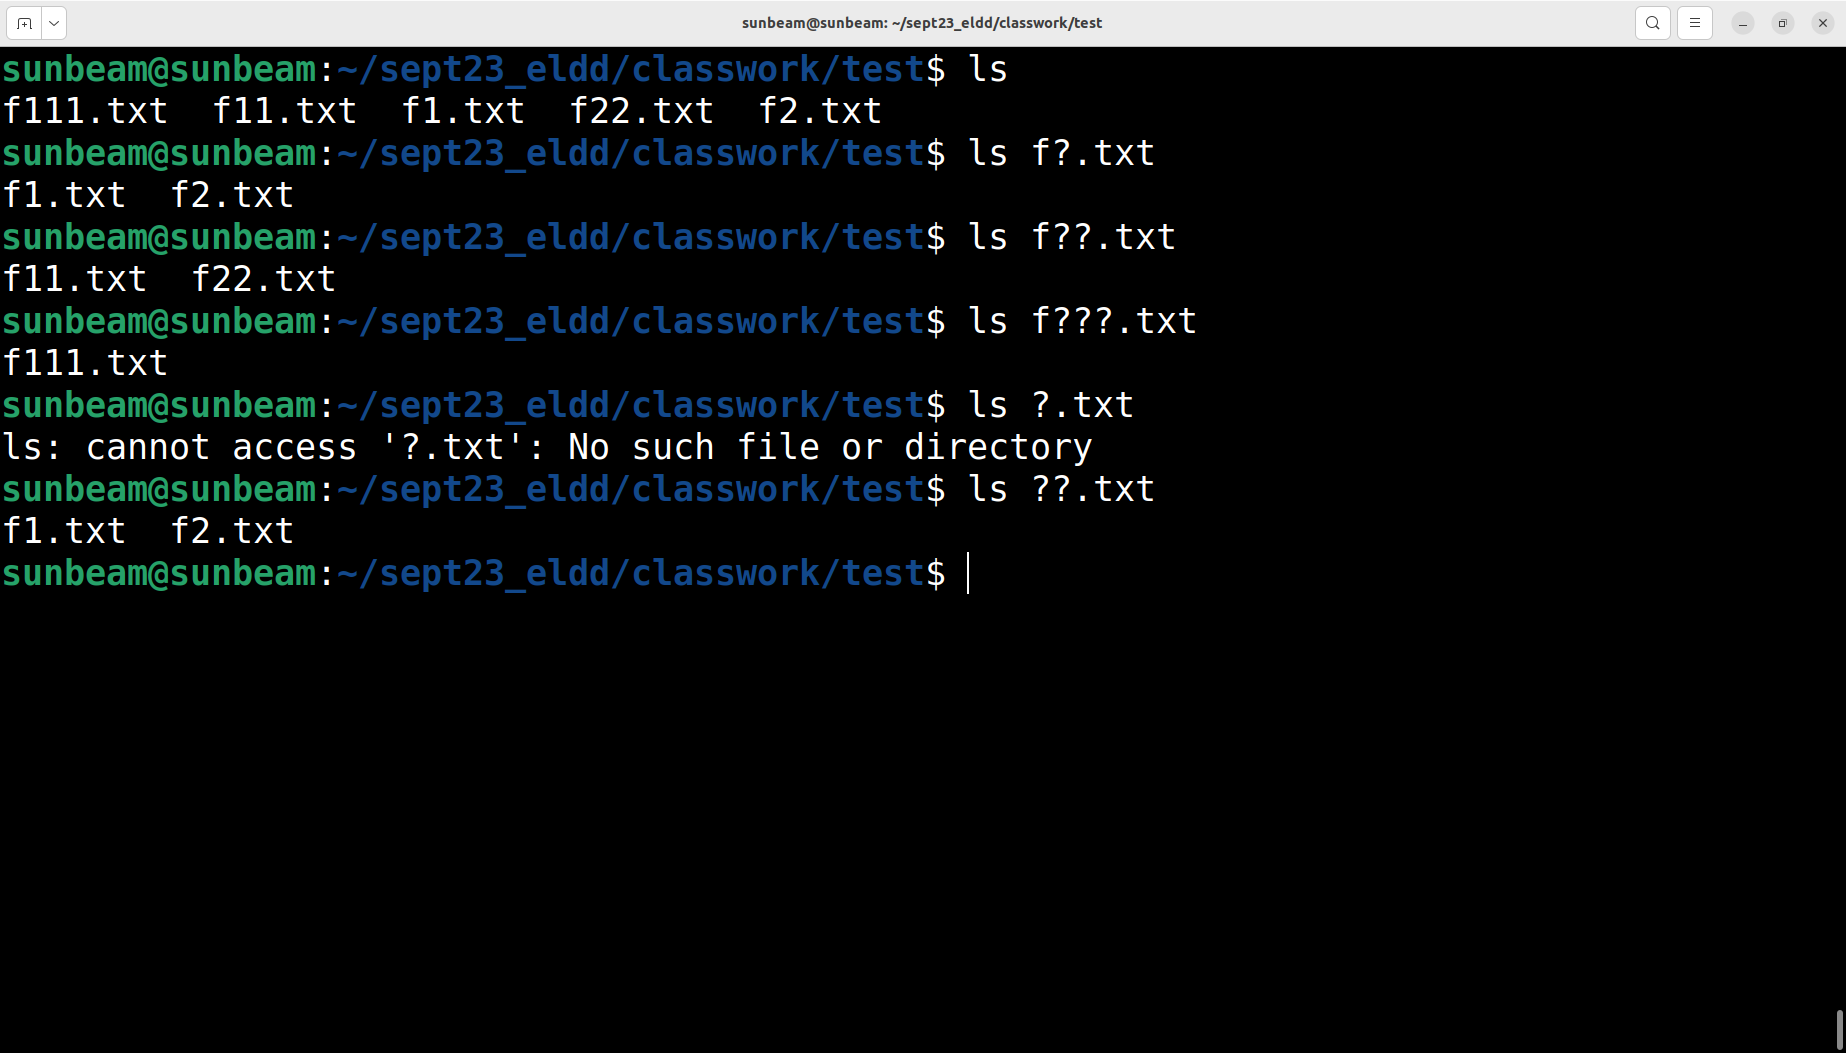 sunbeam@sunbeam: ~/sept23_eldd/classwork/test
sunbeam@sunbeam:~/sept23_eldd/classwork/test$ ls
f111.txt  f11.txt  f1.txt  f22.txt  f2.txt
sunbeam@sunbeam:~/sept23_eldd/classwork/test$ ls f?.txt
f1.txt  f2.txt
sunbeam@sunbeam:~/sept23_eldd/classwork/test$ ls f??.txt
f11.txt  f22.txt
sunbeam@sunbeam:~/sept23_eldd/classwork/test$ ls f???.txt
f111.txt
sunbeam@sunbeam:~/sept23_eldd/classwork/test$ ls ?.txt
ls: cannot access '?.txt': No such file or directory
sunbeam@sunbeam:~/sept23_eldd/classwork/test$ ls ??.txt
f1.txt  f2.txt
sunbeam@sunbeam:~/sept23_eldd/classwork/test$